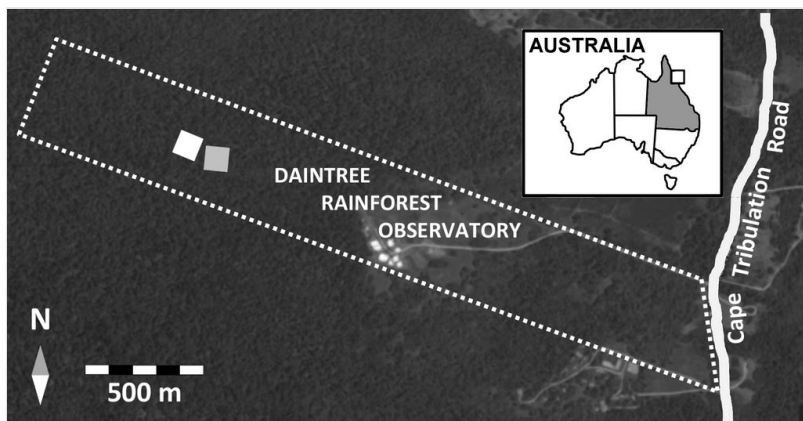 AUSTRALIA
DAINTREE
RAINFOREST
OBSERVATORY
Cape Tribulation Road
N
500 m